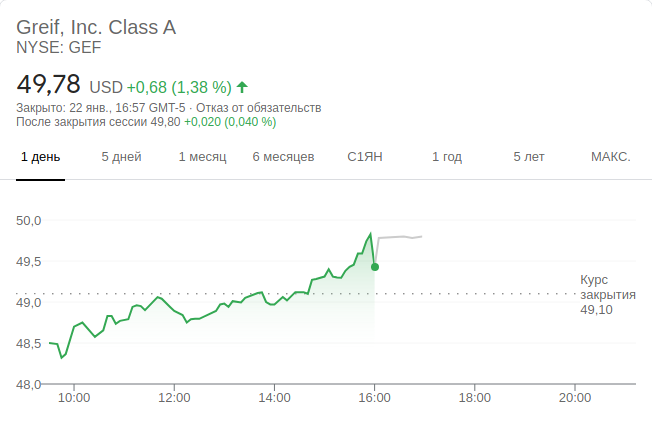 Greif, Inc. Class A
NYSE: GEF
49,78 USD +0,68 (1,38 %)
Закрыто: 22 янв., 16:57 GMT-5 · Отказ от обязательств
После закрытия сессии 49,80 +0,020 (0,040 %)
1 день 5 дней 1 месяц 6 месяцев С1ЯН 1 год 5 лет МАКС.
50,0
49,5
49,0
48,5
48,0
Курс
закрытия
49,10
10:00 12:00 14:00 16:00 18:00 20:00